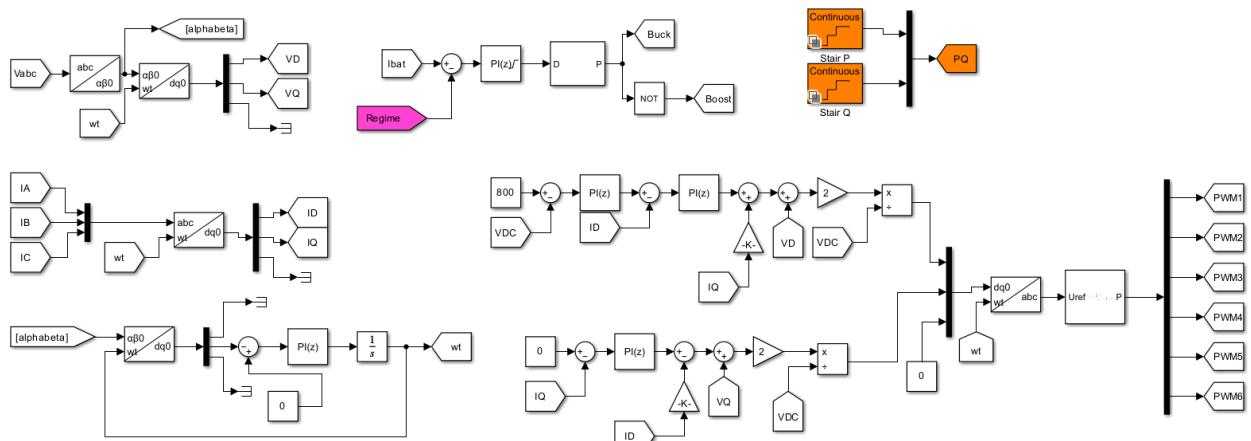 [alphabeta]
Vabc
abc
αβ0
αβ0
wt
dq0
VD
VQ
wt
Ibat
+
-
PI(z)
D
P
Buck
NOT
Boost
Regime
Continuous
Stair P
Continuous
Stair Q
PQ
IA
IB
IC
abc
wt
dq0
wt
ID
IQ
800
+
-
VDC
PI(z)
+
-
ID
PI(z)
+
+
-K-
IQ
+
+
VD
2
x
÷
VDC
[alphabeta]
αβ0
wt
dq0
-
+
PI(z)
1
s
wt
0
0
+
-
IQ
PI(z)
+
-
-K-
ID
+
+
VQ
2
x
÷
VDC
0
dq0
wt
abc
wt
Uref
P
PWM1
PWM2
PWM3
PWM4
PWM5
PWM6